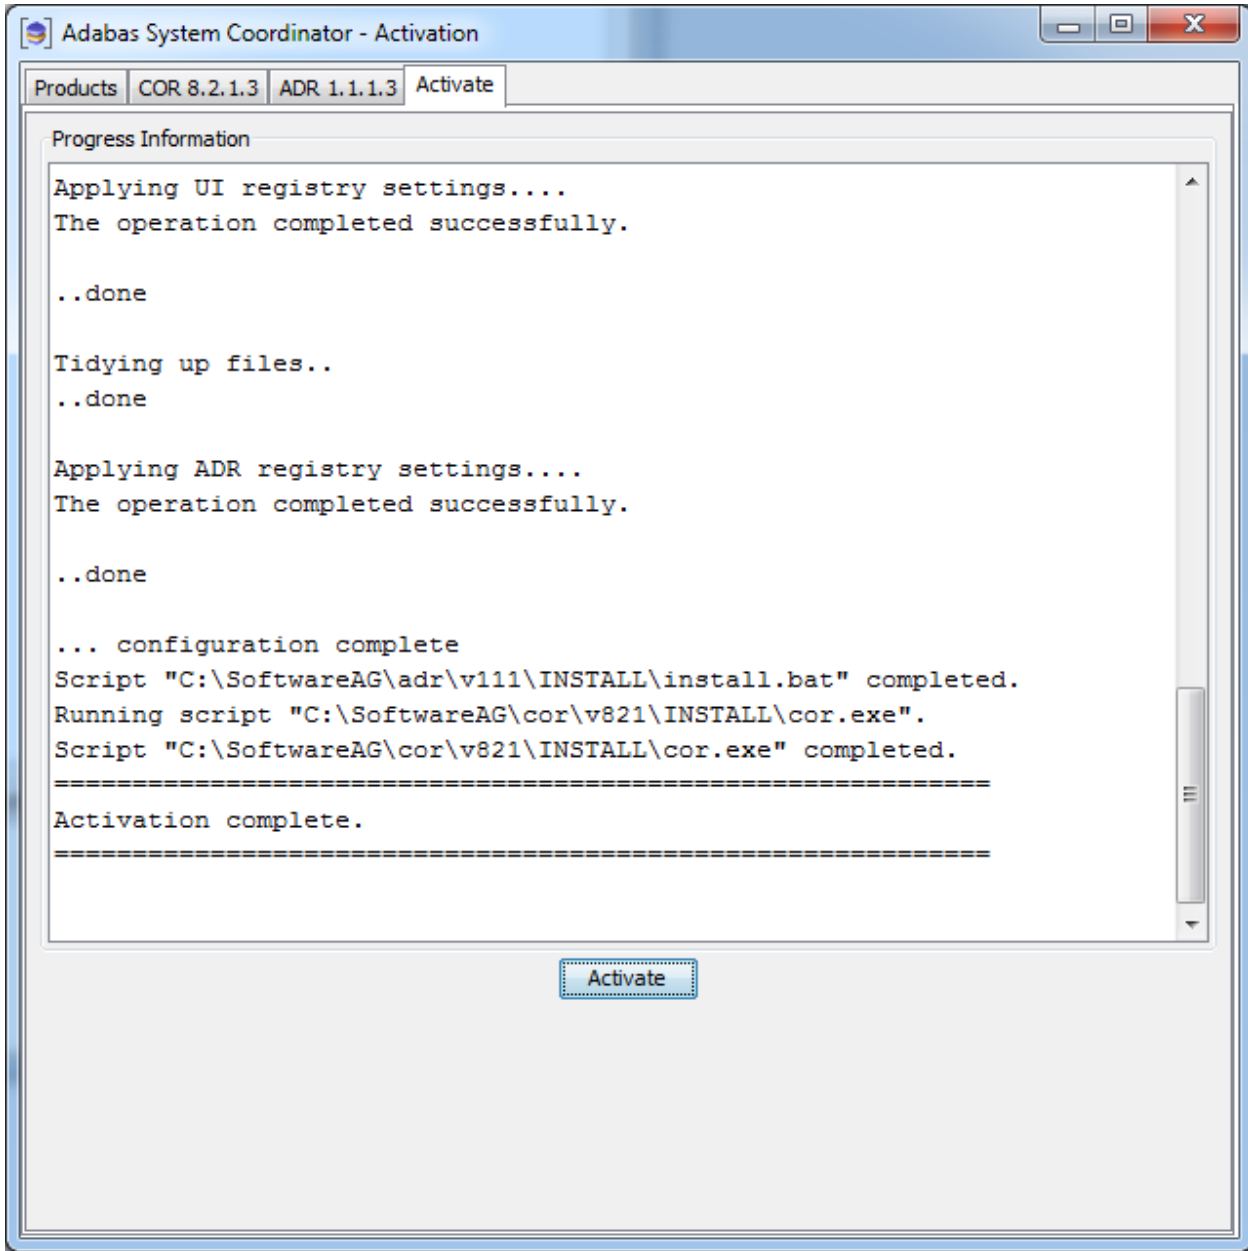 Adabas System Coordinator - Activation
Products COR 8.2.1.3 ADR 1.1.1.3 Activate
Progress Information
Applying UI registry settings....
The operation completed successfully.
..done
Tidying up files..
..done
Applying ADR registry settings....
The operation completed successfully.
..done
... configuration complete
Script "C:\SoftwareAG\adr\v111\INSTALL\install.bat" completed.
Running script "C:\SoftwareAG\cor\v821\INSTALL\cor.exe".
Script "C:\SoftwareAG\cor\v821\INSTALL\cor.exe" completed.
============================================================
Activation complete.
============================================================
Activate